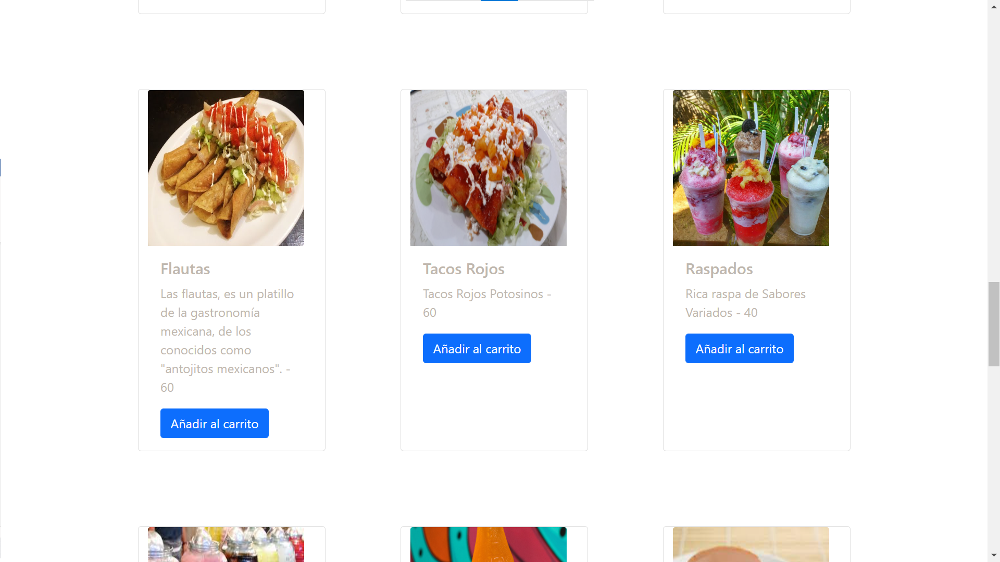 Flautas
Las flautas, es un platillo
de la gastronomía
mexicana, de los
conocidos como
"antojitos mexicanos". -
60
Añadir al carrito
Tacos Rojos
Tacos Rojos Potosinos -
60
Añadir al carrito
Raspados
Rica raspa de Sabores
Variados - 40
Añadir al carrito